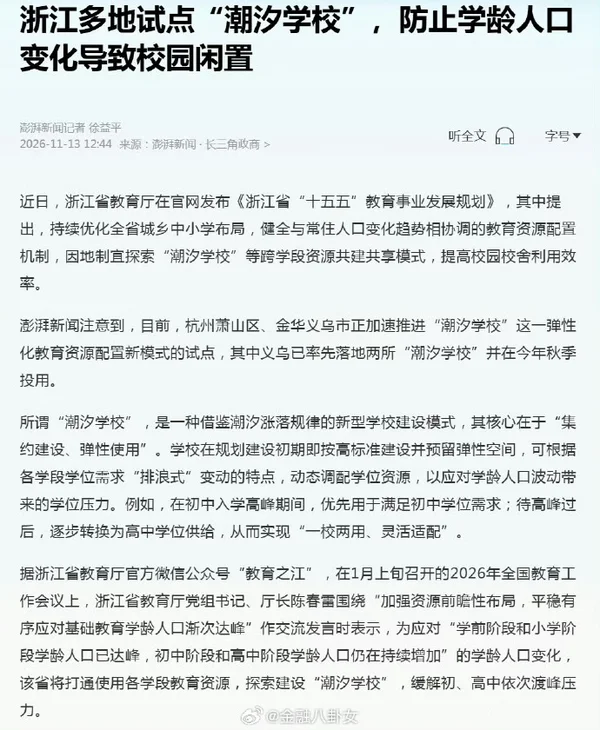 浙江多地试点“潮汐学校”，防止学龄人口
变化导致校园闲置
澎湃新闻记者 徐益平
2026-11-13 12:44 来源：澎湃新闻·长三角政商 >
听全文
字号▼
近日，浙江省教育厅在官网发布《浙江省“十五五”教育事业发展规划》，其中提
出，持续优化全省城乡中小学布局，健全与常住人口变化趋势相协调的教育资源配置
机制，因地制宜探索“潮汐学校”等跨学段资源共建共享模式，提高校园校舍利用效
率。
澎湃新闻注意到，目前，杭州萧山区、金华义乌市正加速推进“潮汐学校”这一弹性
化教育资源配置新模式的试点，其中义乌已率先落地两所“潮汐学校”并在今年秋季
投用。
所谓“潮汐学校”，是一种借鉴潮汐涨落规律的新型学校建设模式，其核心在于“集
约建设、弹性使用”。学校在规划建设初期即按高标准建设并预留弹性空间，可根据
各学段学位需求“排浪式”变动的特点，动态调配学位资源，以应对学龄人口波动带
来的学位压力。例如，在初中入学高峰期间，优先用于满足初中学位需求；待高峰过
后，逐步转换为高中学位供给，从而实现“一校两用、灵活适配”。
据浙江省教育厅官方微信公众号“教育之江”，在1月上旬召开的2026年全国教育工
作会议上，浙江省教育厅党组书记、厅长陈春雷围绕“加强资源前瞻性布局，平稳有
序应对基础教育学龄人口渐次达峰”作交流发言时表示，为应对“学前阶段和小学阶
段学龄人口已达峰，初中阶段和高中阶段学龄人口仍在持续增加”的学龄人口变化，
该省将打通使用各学段教育资源，探索建设“潮汐学校”，缓解初、高中依次渡峰压
力。
@金融八卦女